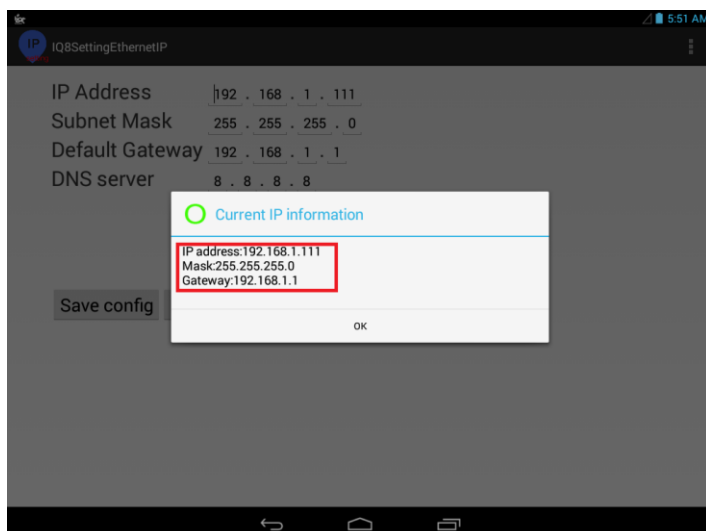 5:51 AM
IP IQ8SettingEthernetIP
IP Address 192 . 168 . 1 . 111
Subnet Mask 255 . 255 . 255 . 0
Default Gateway 192 . 168 . 1 . 1
DNS server 8 . 8 . 8 . 8
Current IP information
IP address:192.168.1.111
Mask:255.255.255.0
Gateway:192.168.1.1
Save config
OK